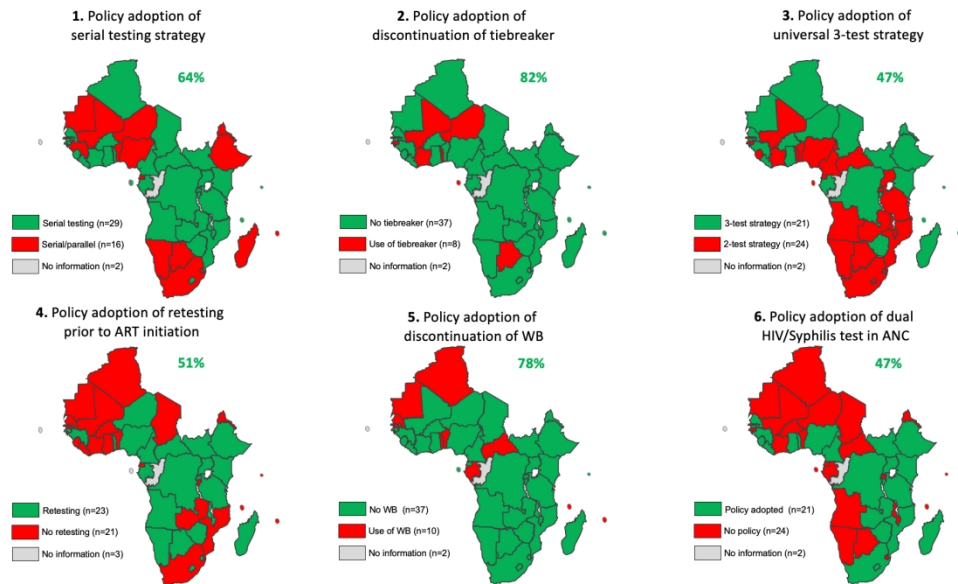 1. Policy adoption of
serial testing strategy
64%
Serial testing (n=29)
Serial/parallel (n=16)
No information (n=2)
2. Policy adoption of
discontinuation of tiebreaker
82%
No tiebreaker (n=37)
Use of tiebreaker (n=8)
No information (n=2)
3. Policy adoption of
universal 3-test strategy
47%
3-test strategy (n=21)
2-test strategy (n=24)
No information (n=2)
4. Policy adoption of retesting
prior to ART initiation
51%
Retesting (n=23)
No retesting (n=21)
No information (n=3)
5. Policy adoption of
discontinuation of WB
78%
No WB (n=37)
Use of WB (n=10)
No information (n=2)
6. Policy adoption of dual
HIV/Syphilis test in ANC
47%
Policy adopted (n=21)
No policy (n=24)
No information (n=2)